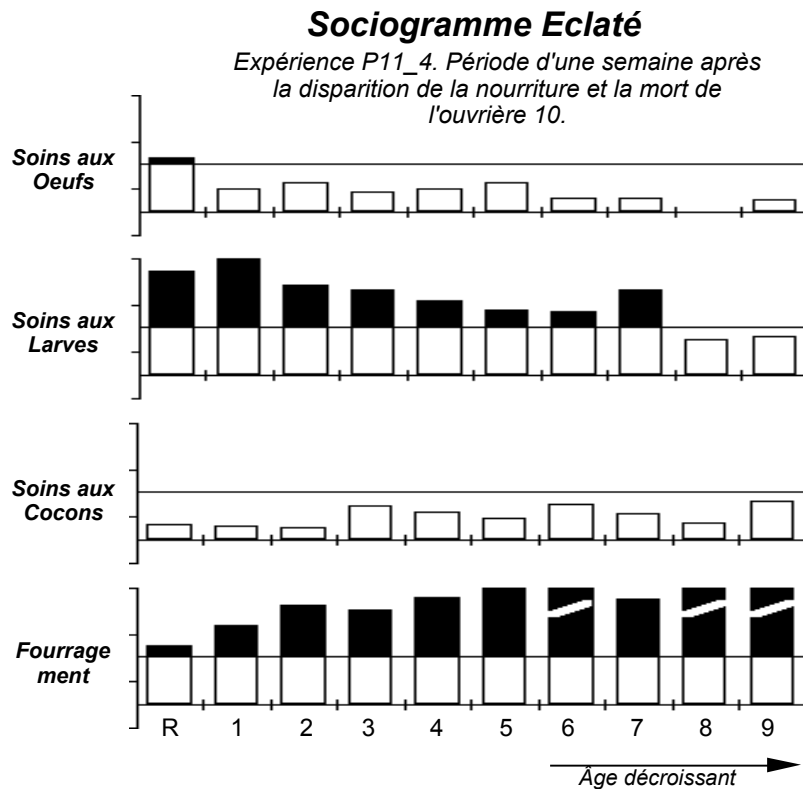 Sociogramme Eclaté
Expérience P11_4. Période d'une semaine après
la disparition de la nourriture et la mort de
l'ouvrière 10.
Soins aux
Oeufs
Soins aux
Larves
Soins aux
Cocons
Fourrage
ment
R 1 2 3 4 5 6 7 8 9
Âge décroissant